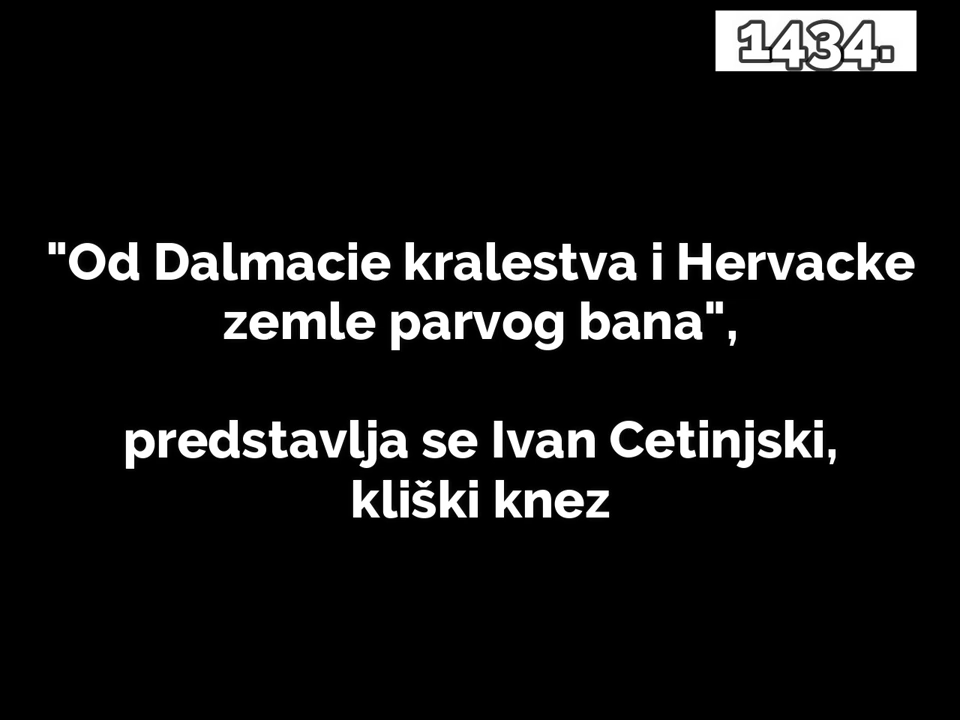 1434.
"Od Dalmacie kralestva i Hervacke
zemle parvog bana",
predstavlja se Ivan Cetinjski,
kliški knez